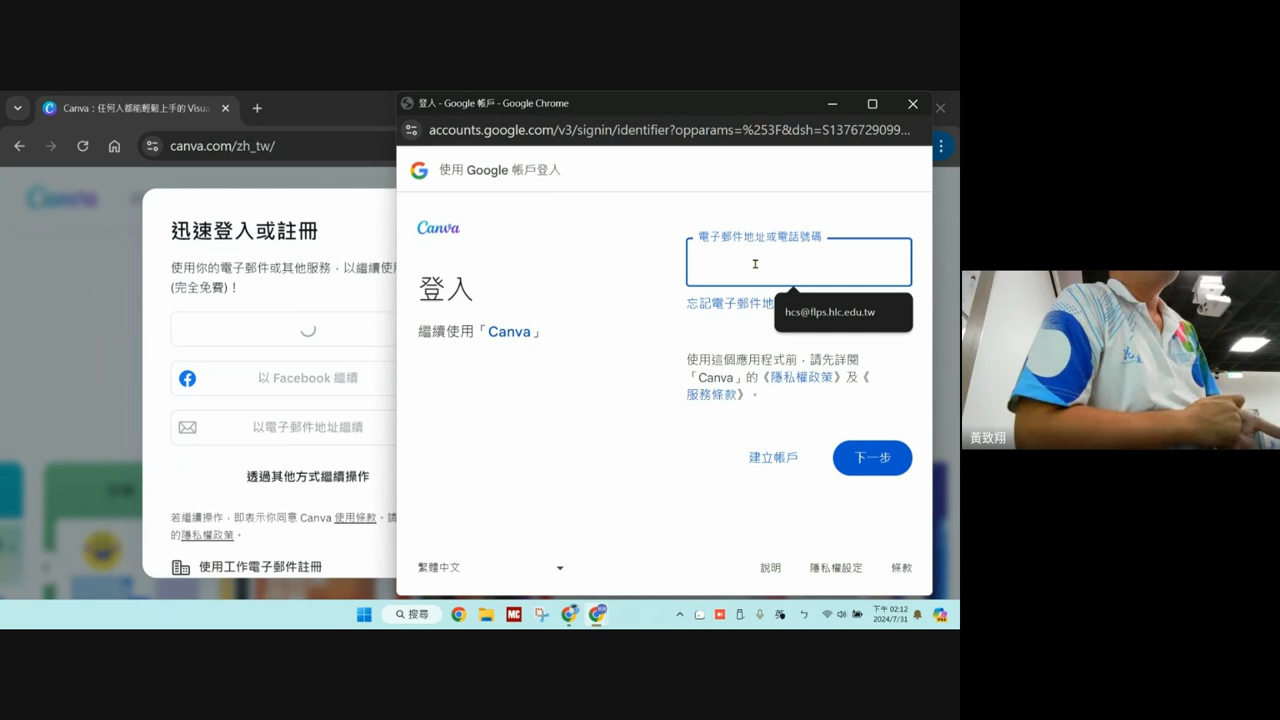 Canva：任何人都能輕鬆上手的 Visua
canva.com/zh_tw/
登入 - Google 帳戶 - Google Chrome
accounts.google.com/v3/signin/identifier?opparams=%253F&dsh=S1376729099...
使用 Google 帳戶登入
Canva
迅速登入或註冊
使用你的電子郵件或其他服務，以繼續使用
(完全免費)！
以 Facebook 繼續
以電子郵件地址繼續
透過其他方式繼續操作
若繼續操作，即表示你同意 Canva 使用條款。請
的隱私權政策。
使用工作電子郵件註冊
Canva
登入
繼續使用「Canva」
電子郵件地址或電話號碼
忘記電子郵件地
hcs@flps.hlc.edu.tw
使用這個應用程式前，請先詳閱
「Canva」的《隱私權政策》及《
服務條款》。
建立帳戶
下一步
繁體中文
說明
隱私權設定
條款
搜尋
MC
下午 02:12
2024/7/31
黃致翔